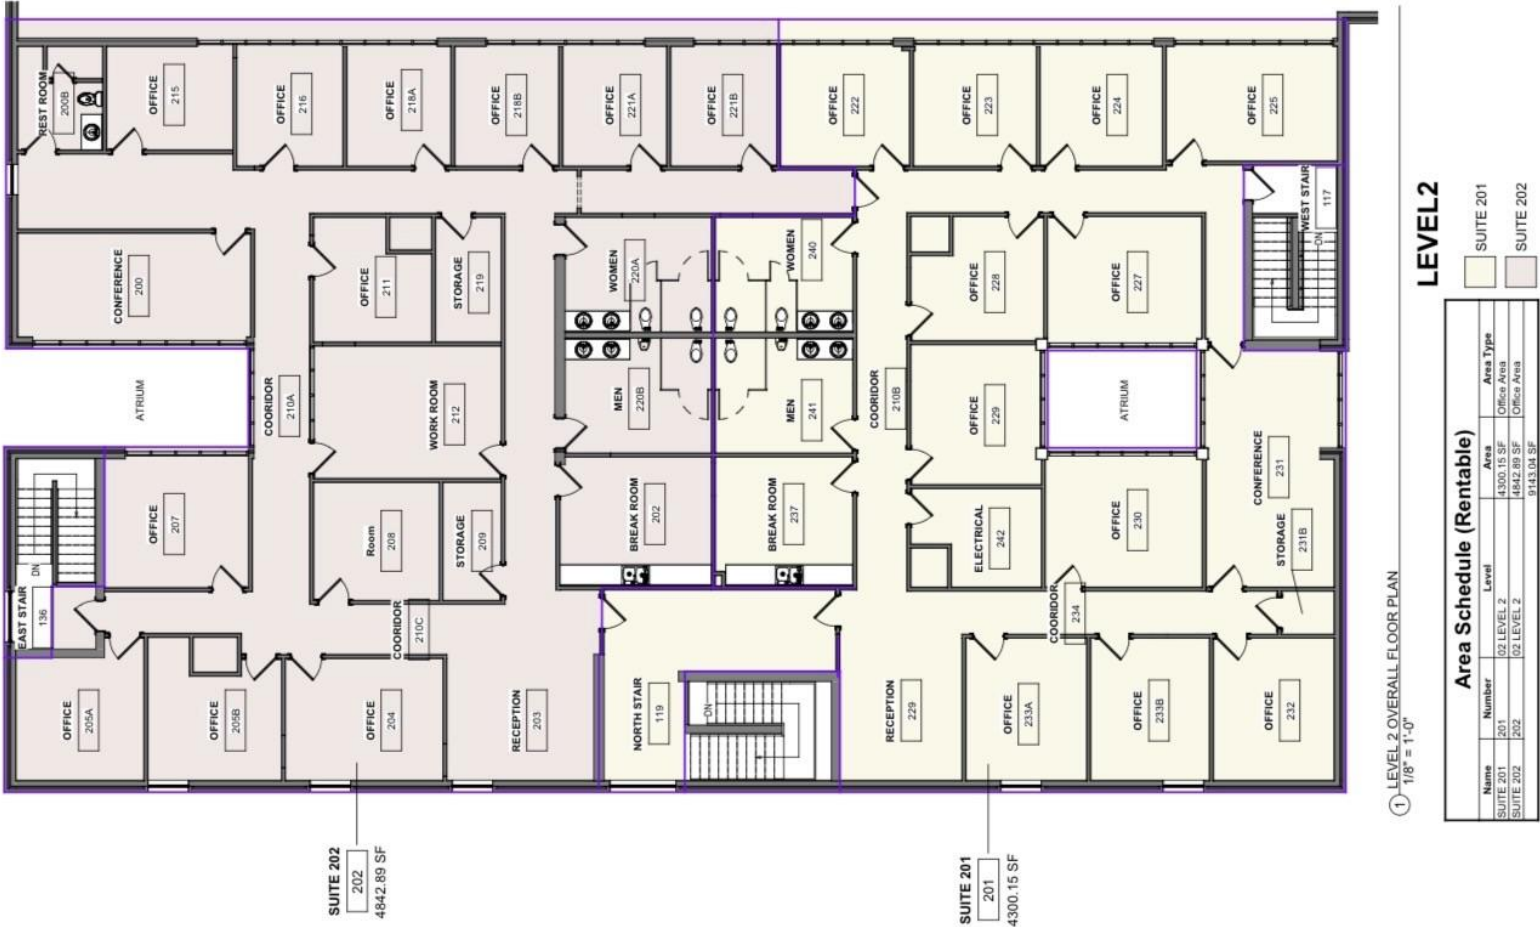 REST ROOM
200B
OFFICE
215
OFFICE
216
OFFICE
218A
OFFICE
218B
OFFICE
221A
OFFICE
221B
OFFICE
222
OFFICE
223
OFFICE
224
OFFICE
225
WEST STAIR
117
DN
CONFERENCE
200
OFFICE
211
STORAGE
219
WOMEN
220A
WOMEN
240
OFFICE
228
OFFICE
227
ATRIUM
COORIDOR
210A
WORK ROOM
212
MEN
220B
MEN
241
COORIDOR
210B
OFFICE
229
ATRIUM
CONFERENCE
231
OFFICE
207
Room
208
STORAGE
209
BREAK ROOM
202
BREAK ROOM
237
ELECTRICAL
242
OFFICE
230
STORAGE
231B
DN
EAST STAIR
136
COORIDOR
210C
COORIDOR
234
OFFICE
205A
OFFICE
205B
OFFICE
204
RECEPTION
203
NORTH STAIR
119
DN
RECEPTION
229
OFFICE
233A
OFFICE
233B
OFFICE
232
SUITE 202
202
4842.89 SF
SUITE 201
201
4300.15 SF
1 LEVEL 2 OVERALL FLOOR PLAN
1/8" = 1'-0"
LEVEL2
SUITE 201
SUITE 202
Area Schedule (Rentable)
Name Number Level Area Area Type
SUITE 201 201 02 LEVEL 2 4300.15 SF Office Area
SUITE 202 202 02 LEVEL 2 4842.89 SF Office Area
9143.04 SF